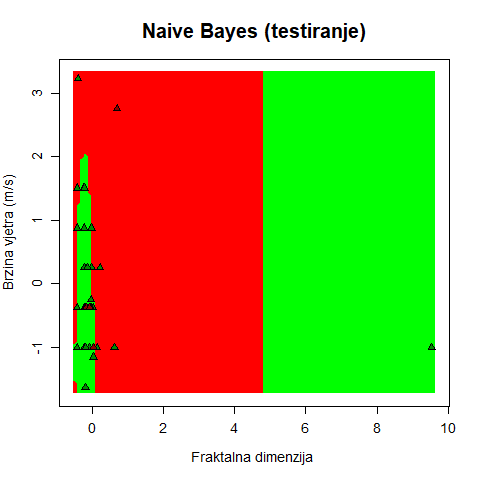 Naive Bayes (testiranje)
Brzina vjetra (m/s)
3
2
1
0
-1
0 2 4 6 8 10
Fraktalna dimenzija